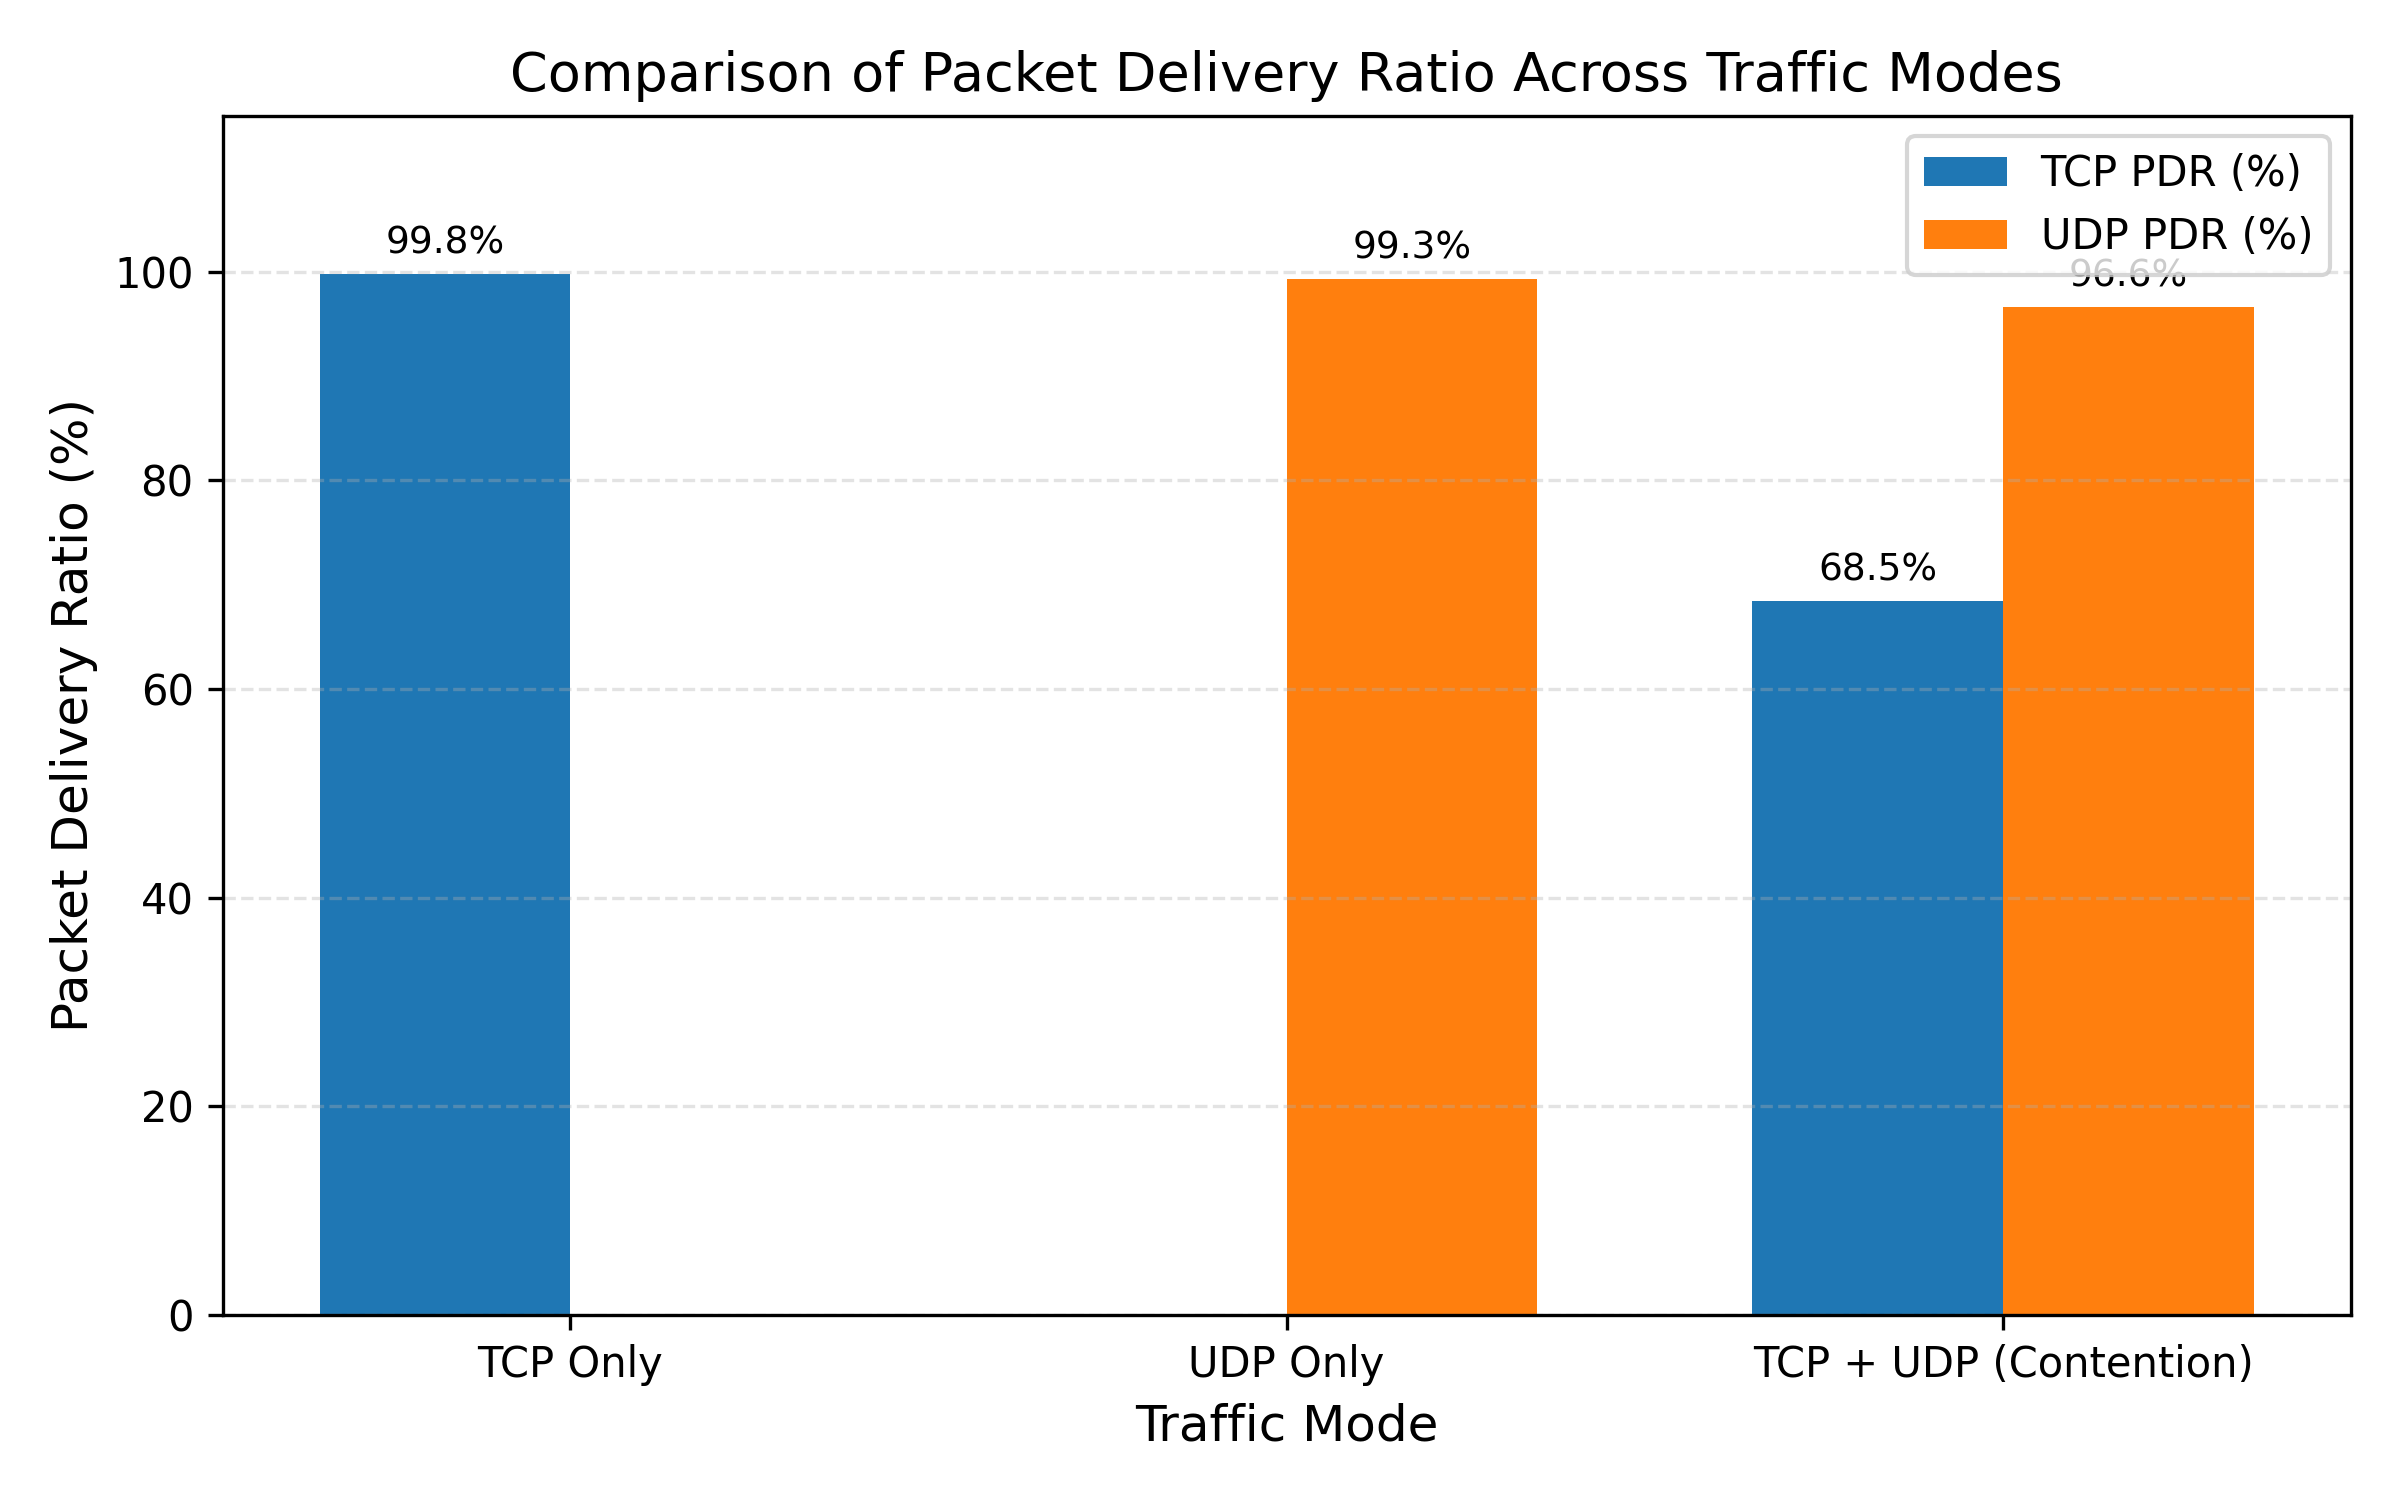 Comparison of Packet Delivery Ratio Across Traffic Modes
TCP PDR (%)
UDP PDR (%)
99.8%
99.3%
96.6%
68.5%
Packet Delivery Ratio (%)
100
80
60
40
20
0
TCP Only
UDP Only
TCP + UDP (Contention)
Traffic Mode